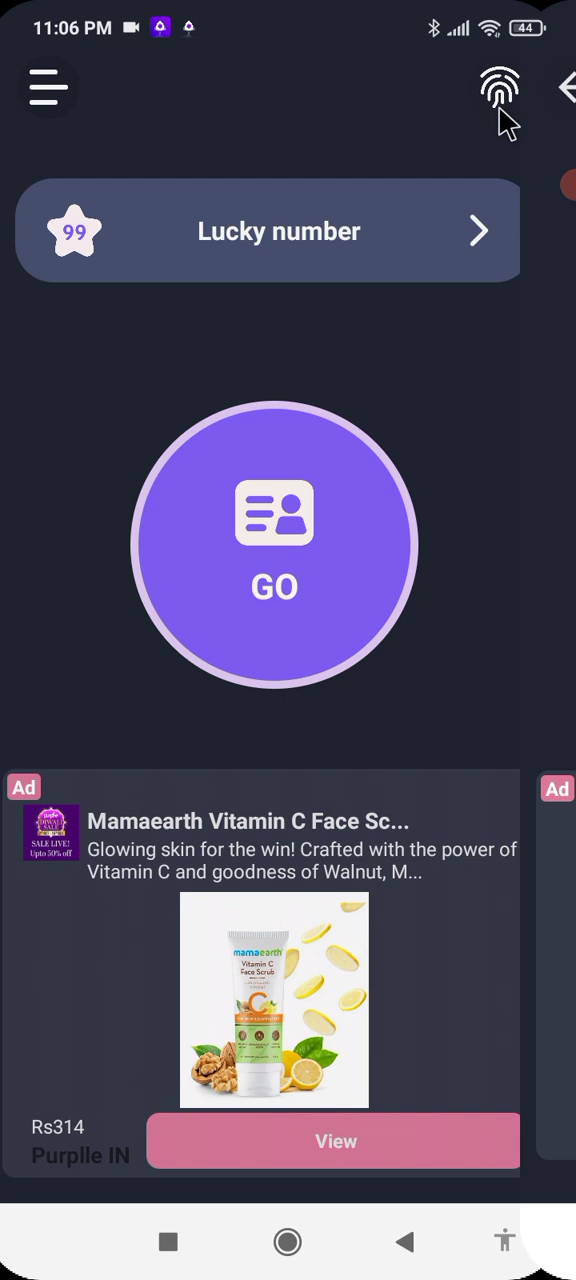 11:06 PM
44
99
Lucky number
GO
Ad
Ad
Mamaearth Vitamin C Face Sc...
SALE LIVE!
Upto 50% off
Glowing skin for the win! Crafted with the power of
Vitamin C and goodness of Walnut, M...
mamaearth
Vitamin C
Face Scrub
C
Rs314
Purplle IN
View